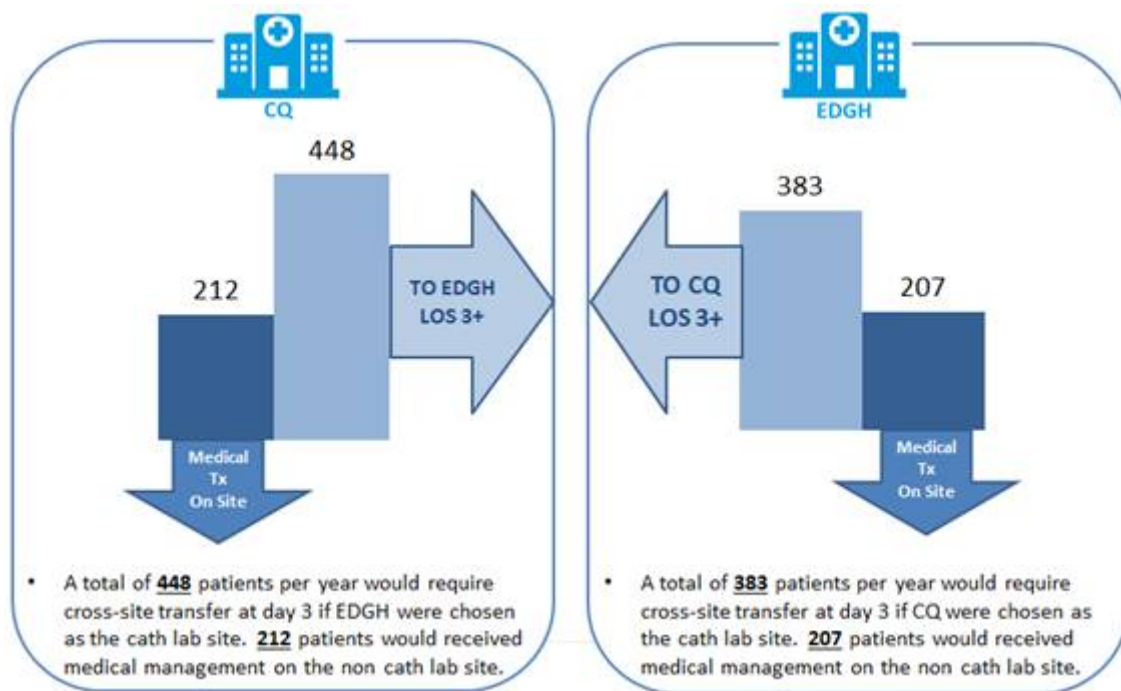 CQ
448
212
TO EDGH
LOS 3+
Medical
Tx
On Site
• A total of 448 patients per year would require
cross-site transfer at day 3 if EDGH were chosen
as the cath lab site. 212 patients would received
medical management on the non cath lab site.
EDGH
383
207
TO CQ
LOS 3+
Medical
Tx
On Site
• A total of 383 patients per year would require
cross-site transfer at day 3 if CQ were chosen as
the cath lab site. 207 patients would received
medical management on the non cath lab site.